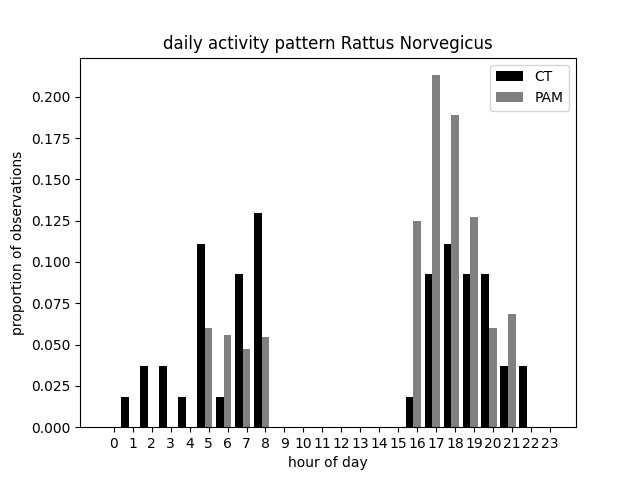 daily activity pattern Rattus Norvegicus
CT
PAM
0.200
0.175
0.150
0.125
0.100
0.075
0.050
0.025
0.000
proportion of observations
0 1 2 3 4 5 6 7 8 9 10 11 12 13 14 15 16 17 18 19 20 21 22 23
hour of day